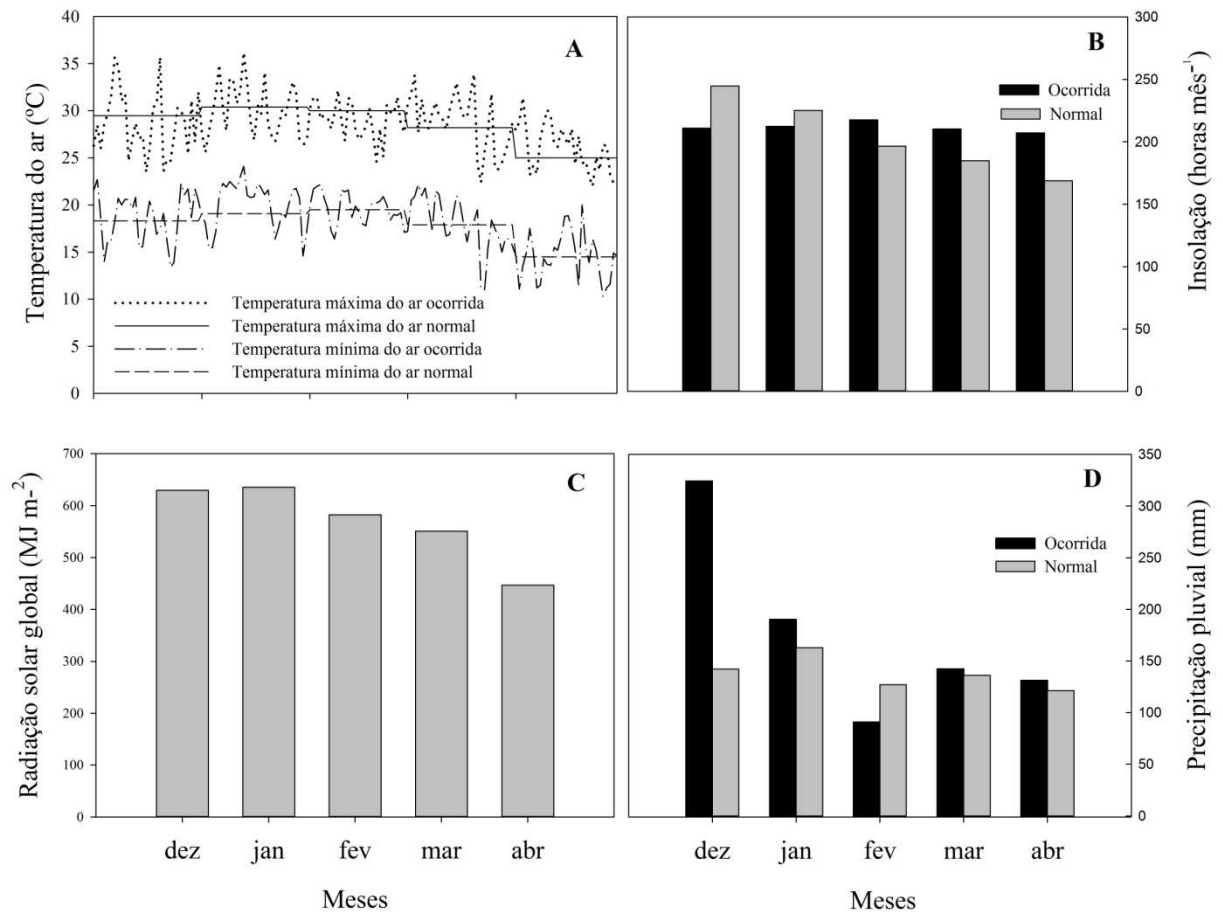 A
Temperatura do ar (ºC)
40
35
30
25
20
15
10
5
0
Temperatura máxima do ar ocorrida
Temperatura máxima do ar normal
Temperatura mínima do ar ocorrida
Temperatura mínima do ar normal
B
Ocorrida
Normal
300
250
200
150
100
50
0
Insolação (horas mês⁻¹)
C
Radiação solar global (MJ m-²)
700
600
500
400
300
200
100
0
dez jan fev mar abr
Meses
D
Ocorrida
Normal
350
300
250
200
150
100
50
0
Precipitação pluvial (mm)
dez jan fev mar abr
Meses